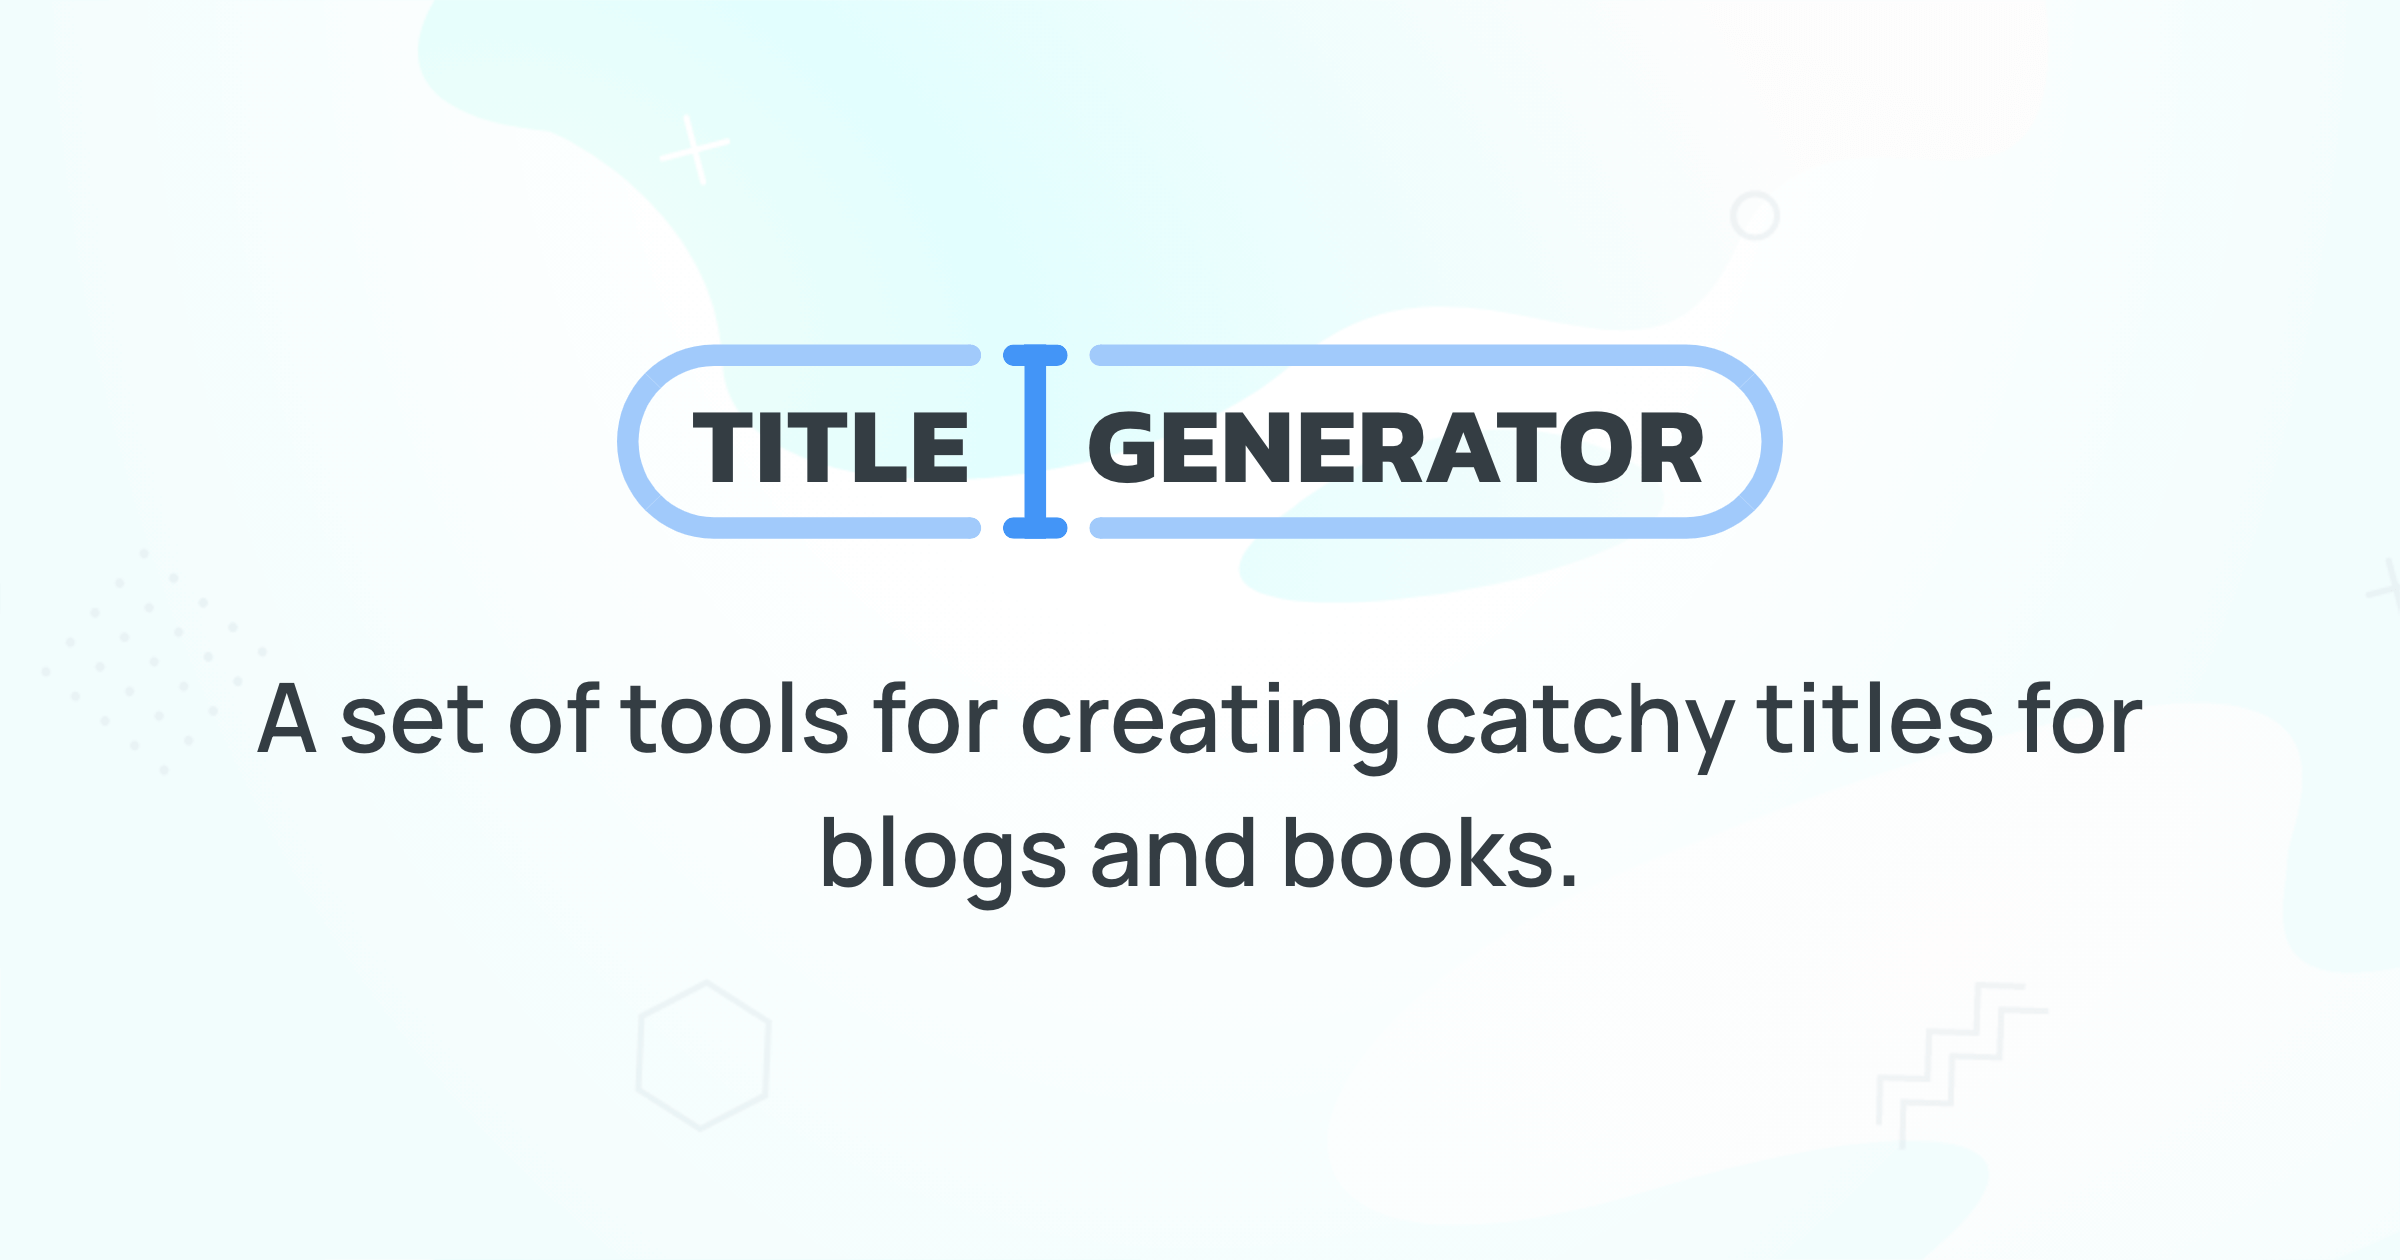 TITLE GENERATOR
A set of tools for creating catchy titles for
blogs and books.